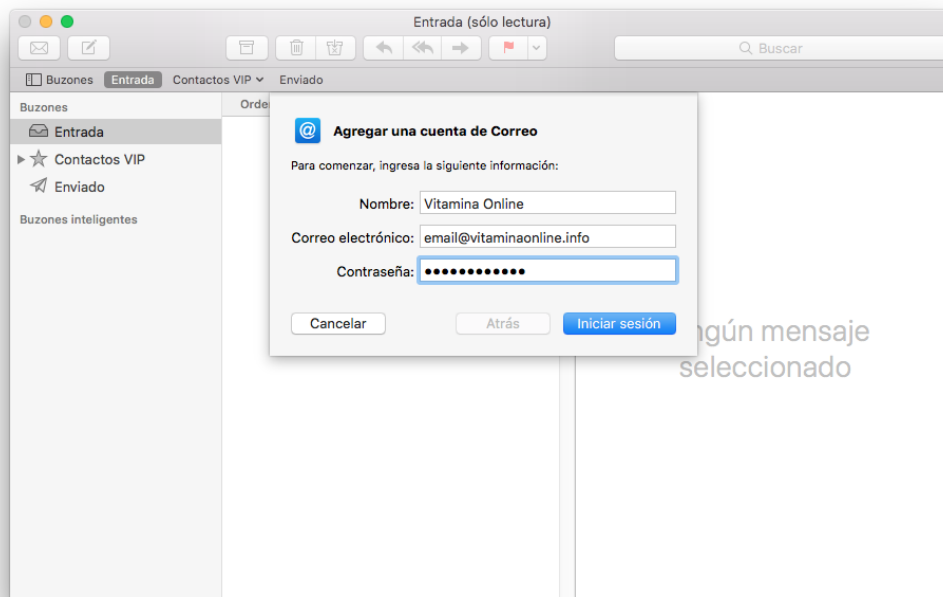 Entrada (sólo lectura)
Buscar
Buzones Entrada Contactos VIP Enviado
Buzones
Entrada
Contactos VIP
Enviado
Buzones inteligentes
Agregar una cuenta de Correo
Para comenzar, ingresa la siguiente información:
Nombre: Vitamina Online
Correo electrónico: email@vitaminaonline.info
Contraseña: ••••••••••••
Cancelar Atrás Iniciar sesión
mensaje
seleccionado